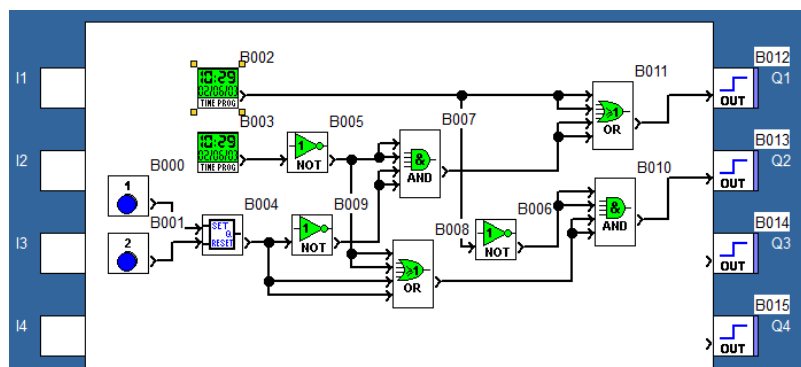 B012
I1
B002
10:29
02/06/03
TIME PROG
B011
≥1
OR
OUT
Q1
B003
10:29
02/06/03
TIME PROG
B005
1
NOT
B007
&
AND
B013
I2
OUT
Q2
B000
1
B010
&
AND
B001
2
B004
SET
Q
RESET
B009
1
NOT
B008
B006
1
NOT
B014
I3
OUT
Q3
≥1
OR
B015
I4
OUT
Q4